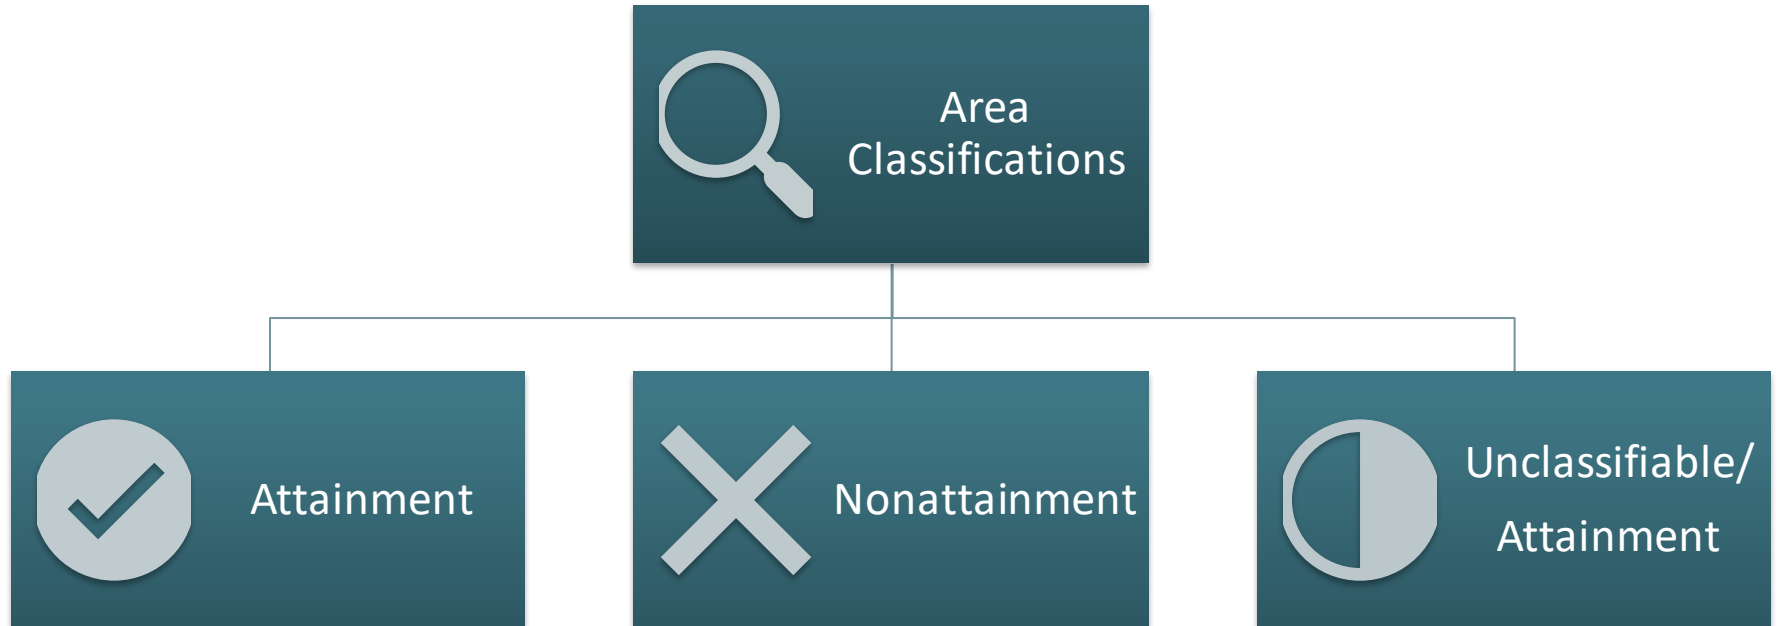 Area
Classifications
Attainment
Nonattainment
Unclassifiable/
Attainment